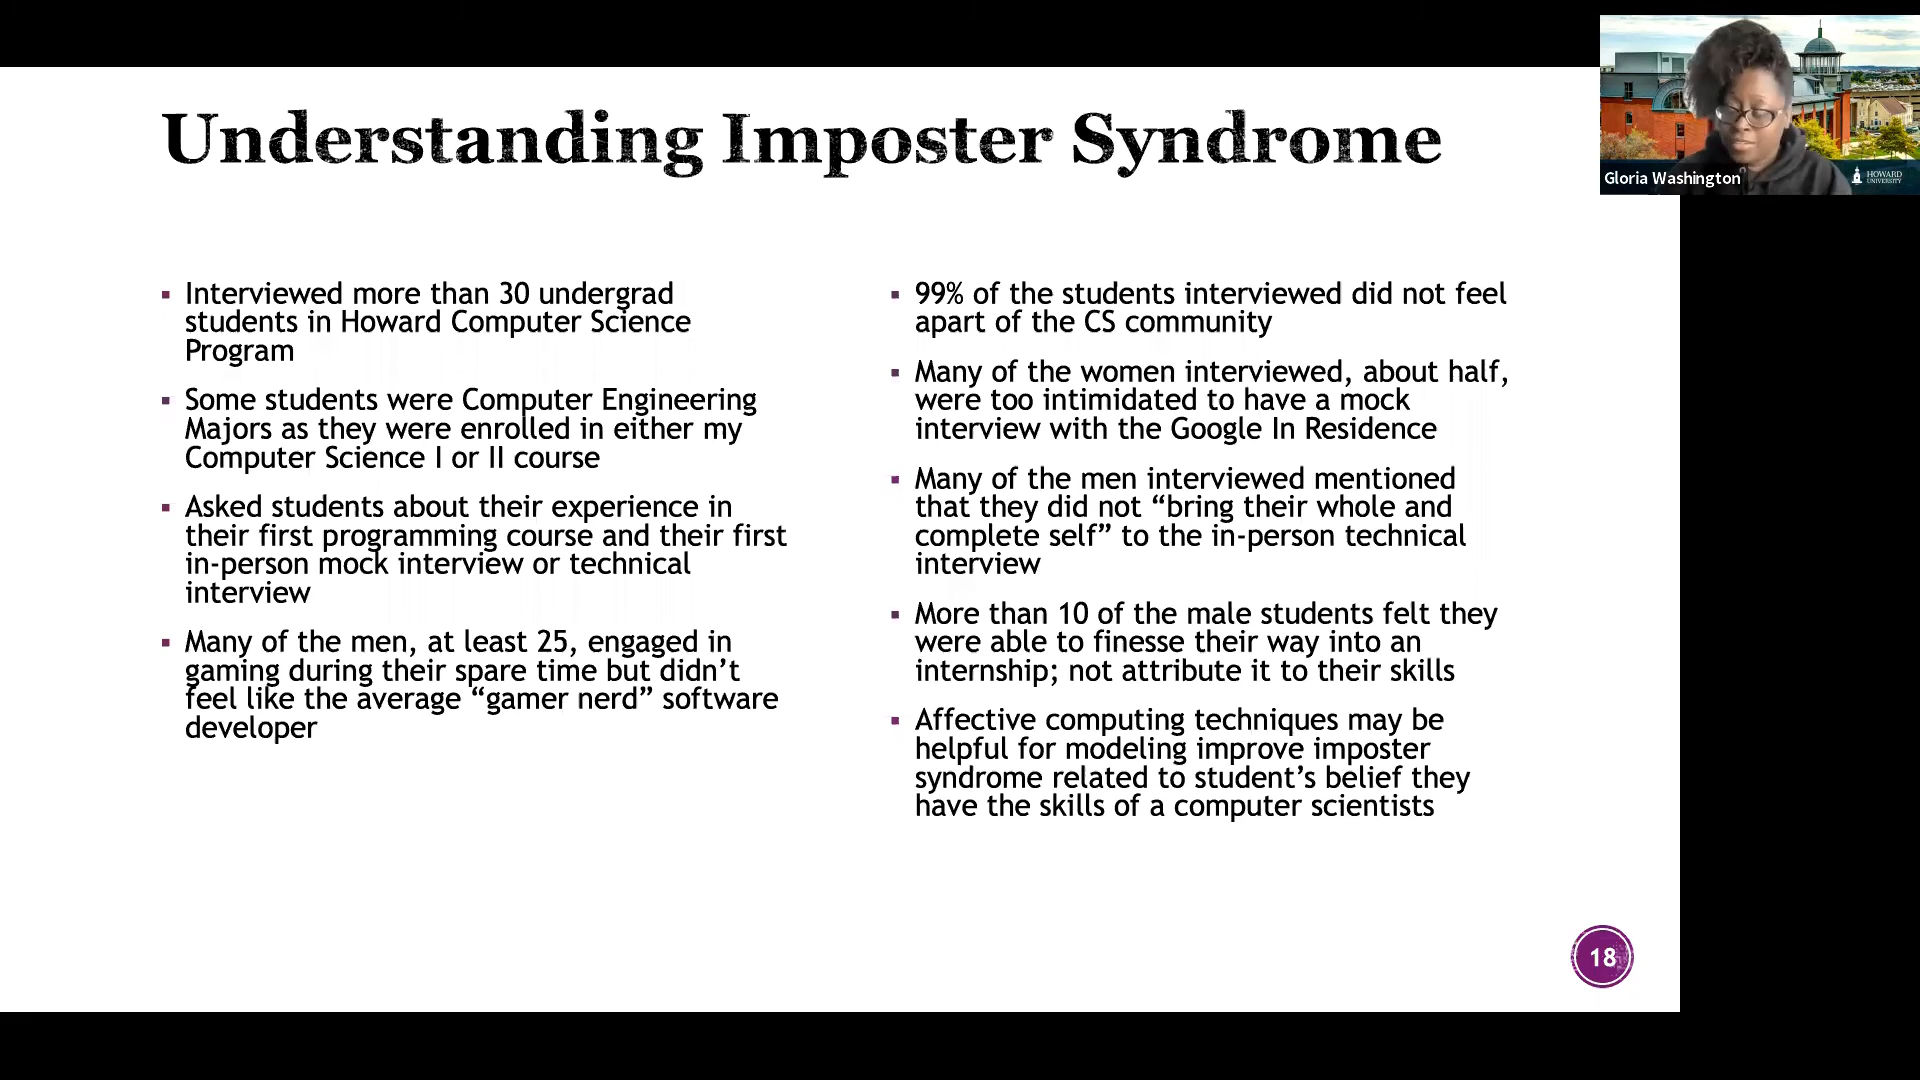 Understanding Imposter Syndrome
▪ Interviewed more than 30 undergrad
students in Howard Computer Science
Program
▪ Some students were Computer Engineering
Majors as they were enrolled in either my
Computer Science I or II course
▪ Asked students about their experience in
their first programming course and their first
in-person mock interview or technical
interview
▪ Many of the men, at least 25, engaged in
gaming during their spare time but didn’t
feel like the average “gamer nerd” software
developer
▪ 99% of the students interviewed did not feel
apart of the CS community
▪ Many of the women interviewed, about half,
were too intimidated to have a mock
interview with the Google In Residence
▪ Many of the men interviewed mentioned
that they did not “bring their whole and
complete self” to the in-person technical
interview
▪ More than 10 of the male students felt they
were able to finesse their way into an
internship; not attribute it to their skills
▪ Affective computing techniques may be
helpful for modeling improve imposter
syndrome related to student’s belief they
have the skills of a computer scientists
18
Gloria Washington
HOWARD
UNIVERSITY